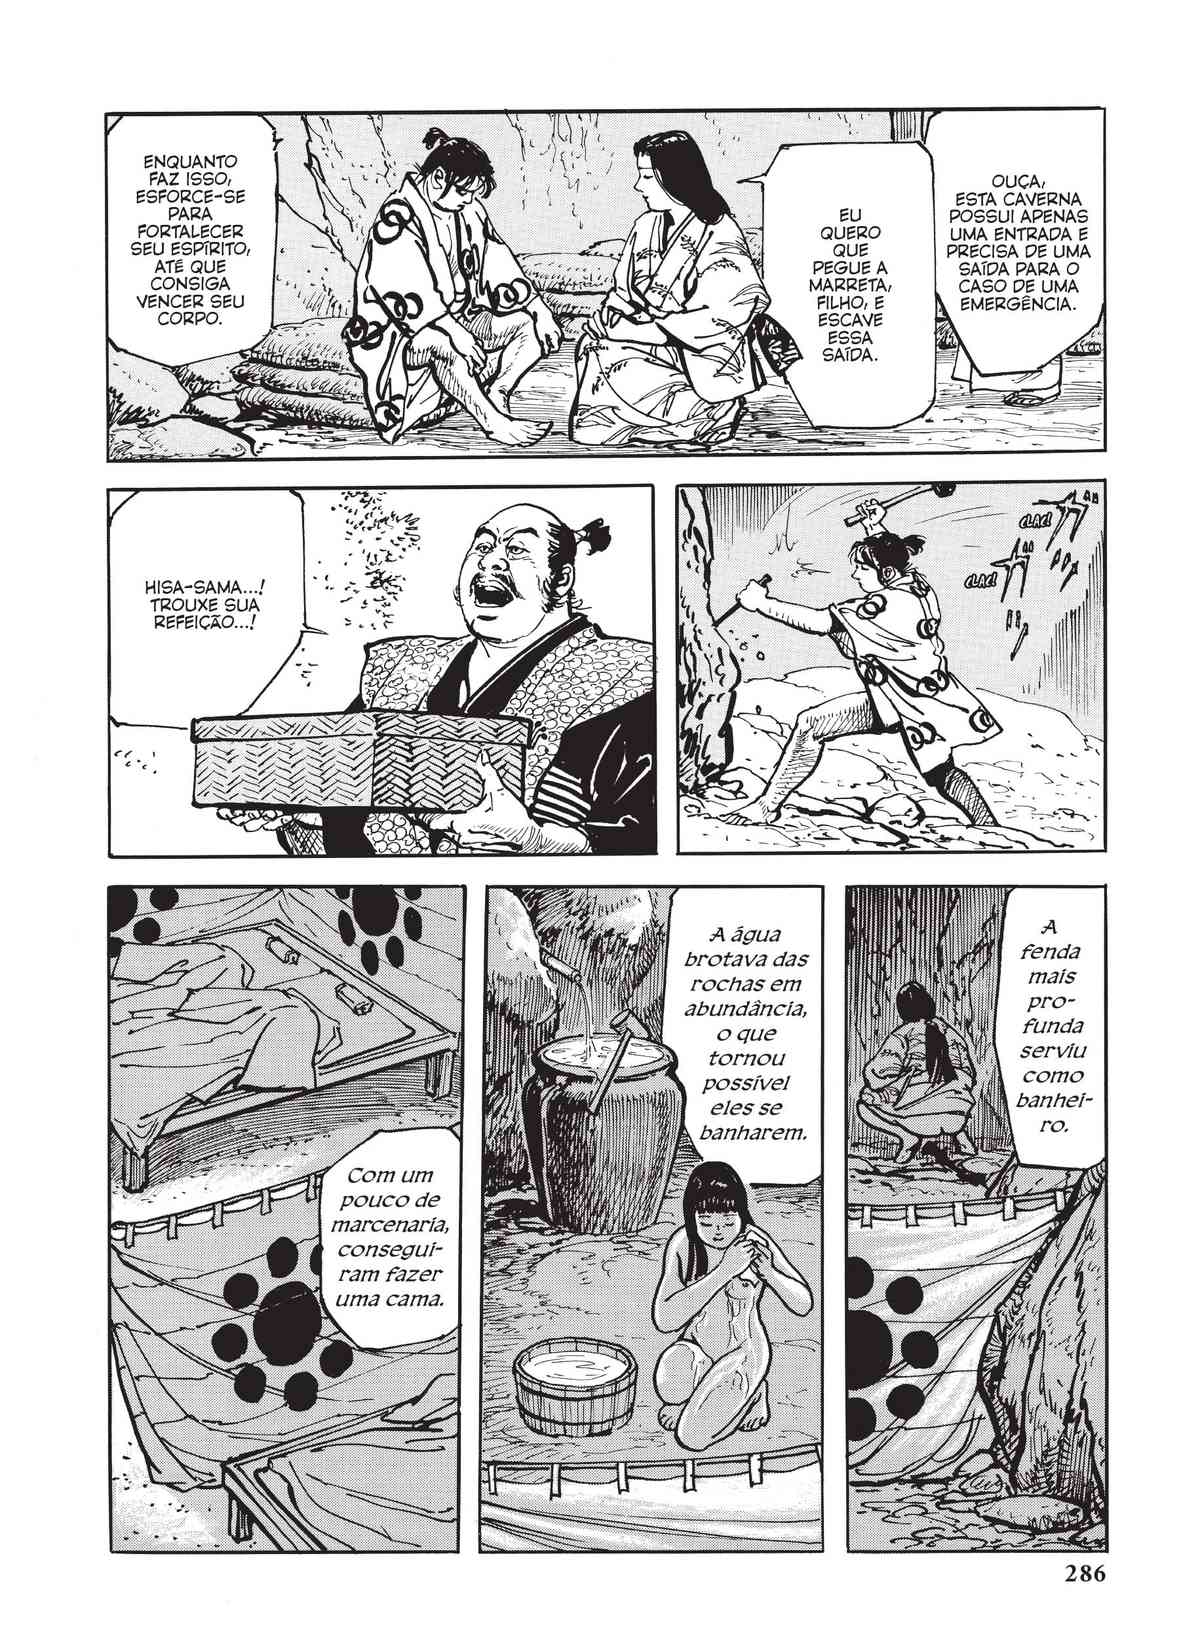 OUÇA,
ESTA CAVERNA
POSSUI APENAS
UMA ENTRADA E
PRECISA DE UMA
SAÍDA PARA O
CASO DE UMA
EMERGÊNCIA.
EU
QUERO
QUE
PEGUE A
MARRETA,
FILHO, E
ESCAVE
ESSA
SAÍDA.
ENQUANTO
FAZ ISSO,
ESFORCE-SE
PARA
FORTALECER
SEU ESPÍRITO,
ATÉ QUE
CONSIGA
VENCER SEU
CORPO.
CLAC!
CLAC!
HISA-SAMA...!
TROUXE SUA
REFEIÇÃO...!
A
fenda
mais
pro-
funda
serviu
como
banhei-
ro.
A água
brotava das
rochas em
abundância,
o que
tornou
possível
eles se
banharem.
Com um
pouco de
marcenaria,
consegui-
ram fazer
uma cama.
286